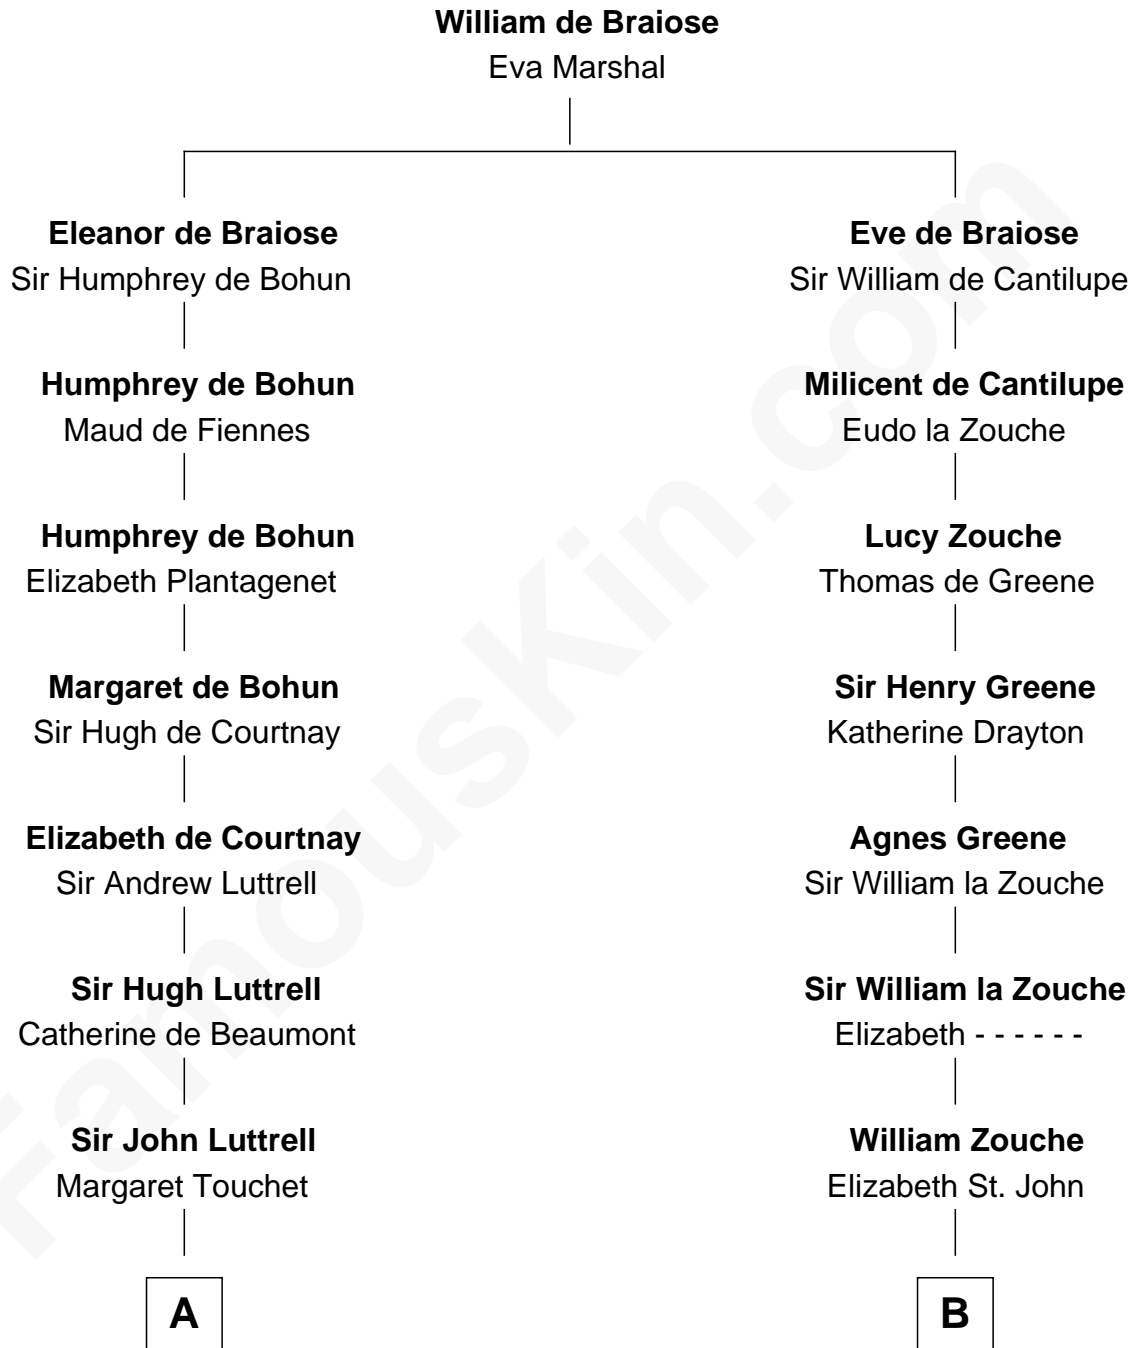 William de Braiose
Eva Marshal
Eleanor de Braiose
Sir Humphrey de Bohun
Eve de Braiose
Sir William de Cantilupe
Humphrey de Bohun
Maud de Fiennes
Milicent de Cantilupe
Eudo la Zouche
Humphrey de Bohun
Elizabeth Plantagenet
Lucy Zouche
Thomas de Greene
Margaret de Bohun
Sir Hugh de Courtnay
Sir Henry Greene
Katherine Drayton
Elizabeth de Courtnay
Sir Andrew Luttrell
Agnes Greene
Sir William la Zouche
Sir Hugh Luttrell
Catherine de Beaumont
Sir William la Zouche
Elizabeth - - - - - -
Sir John Luttrell
Margaret Touchet
William Zouche
Elizabeth St. John
A
B
FamousKin.com